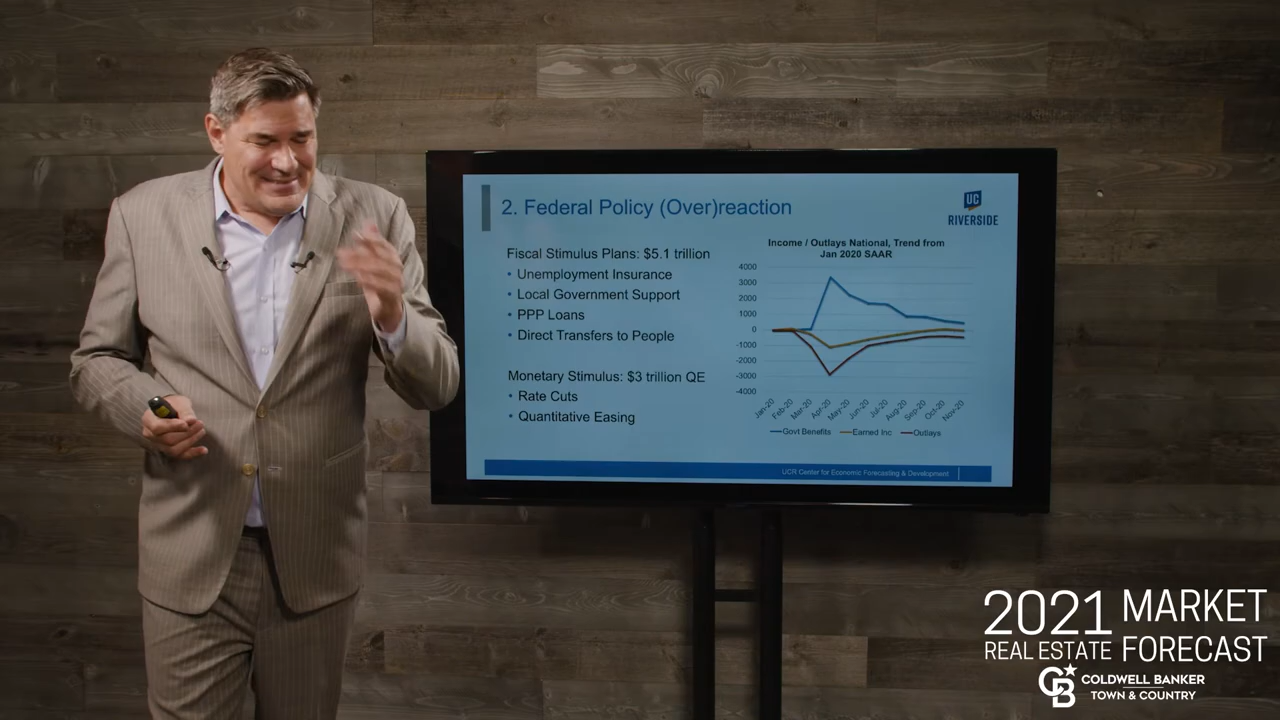 2. Federal Policy (Over)reaction
UC
RIVERSIDE
Fiscal Stimulus Plans: $5.1 trillion
• Unemployment Insurance
• Local Government Support
• PPP Loans
• Direct Transfers to People
Monetary Stimulus: $3 trillion QE
• Rate Cuts
• Quantitative Easing
Income / Outlays National, Trend from
Jan 2020 SAAR
4000
3000
2000
1000
0
-1000
-2000
-3000
-4000
Jan-20 Feb-20 Mar-20 Apr-20 May-20 Jun-20 Jul-20 Aug-20 Sep-20 Oct-20 Nov-20
Govt Benefits Earned Inc Outlays
UCR Center for Economic Forecasting & Development
2021 MARKET
REAL ESTATE FORECAST
CB COLDWELL BANKER
TOWN & COUNTRY